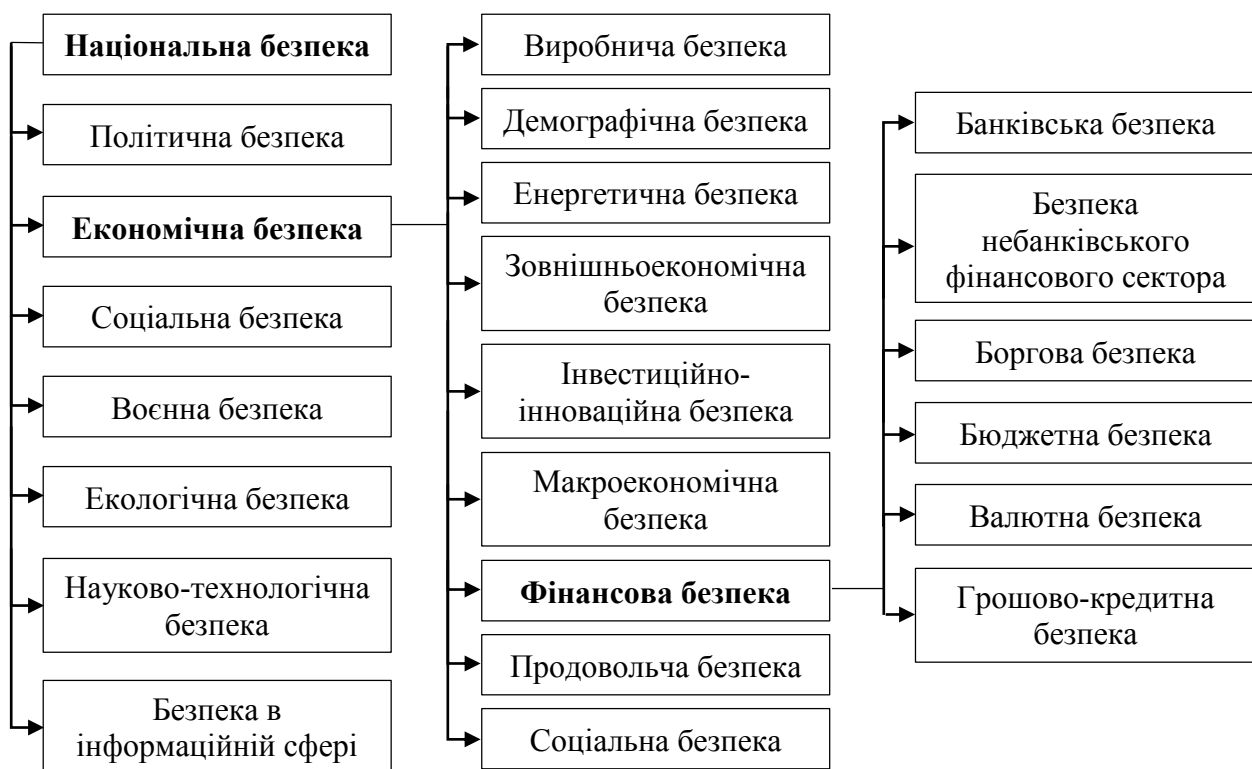 Національна безпека
Політична безпека
Економічна безпека
Соціальна безпека
Воєнна безпека
Екологічна безпека
Науково-технологічна
безпека
Безпека в
інформаційній сфері
Виробнича безпека
Демографічна безпека
Енергетична безпека
Зовнішньоекономічна
безпека
Інвестиційно-
інноваційна безпека
Макроекономічна
безпека
Фінансова безпека
Продовольча безпека
Соціальна безпека
Банківська безпека
Безпека
небанківського
фінансового сектора
Боргова безпека
Бюджетна безпека
Валютна безпека
Грошово-кредитна
безпека